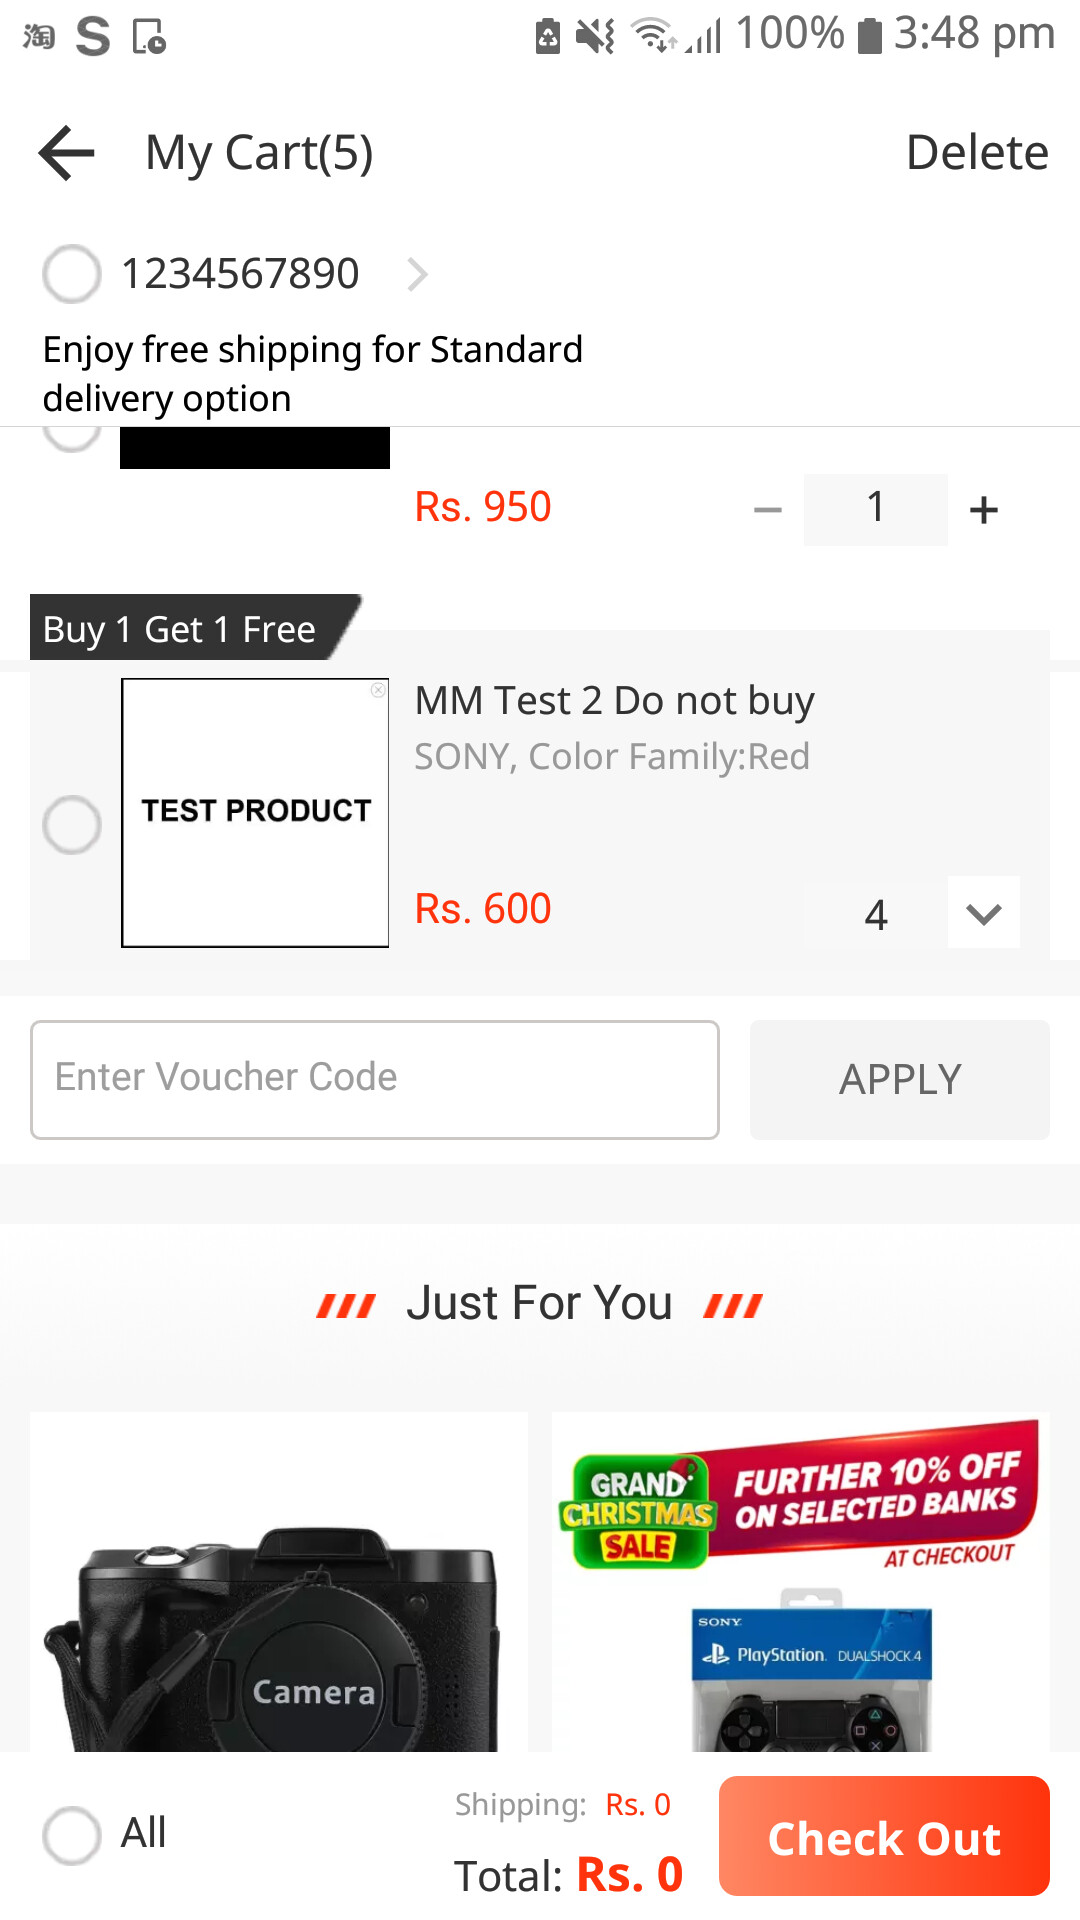 淘 S 100% 3:48 pm
My Cart(5) Delete
1234567890
Enjoy free shipping for Standard
delivery option
Rs. 950 1
Buy 1 Get 1 Free
MM Test 2 Do not buy
SONY, Color Family:Red
TEST PRODUCT
Rs. 600 4
Enter Voucher Code APPLY
Just For You
GRAND
CHRISTMAS
SALE
FURTHER 10% OFF
ON SELECTED BANKS
AT CHECKOUT
SONY
PlayStation. DUALSHOCK.4
Camera
Shipping: Rs. 0
All
Total: Rs. 0
Check Out